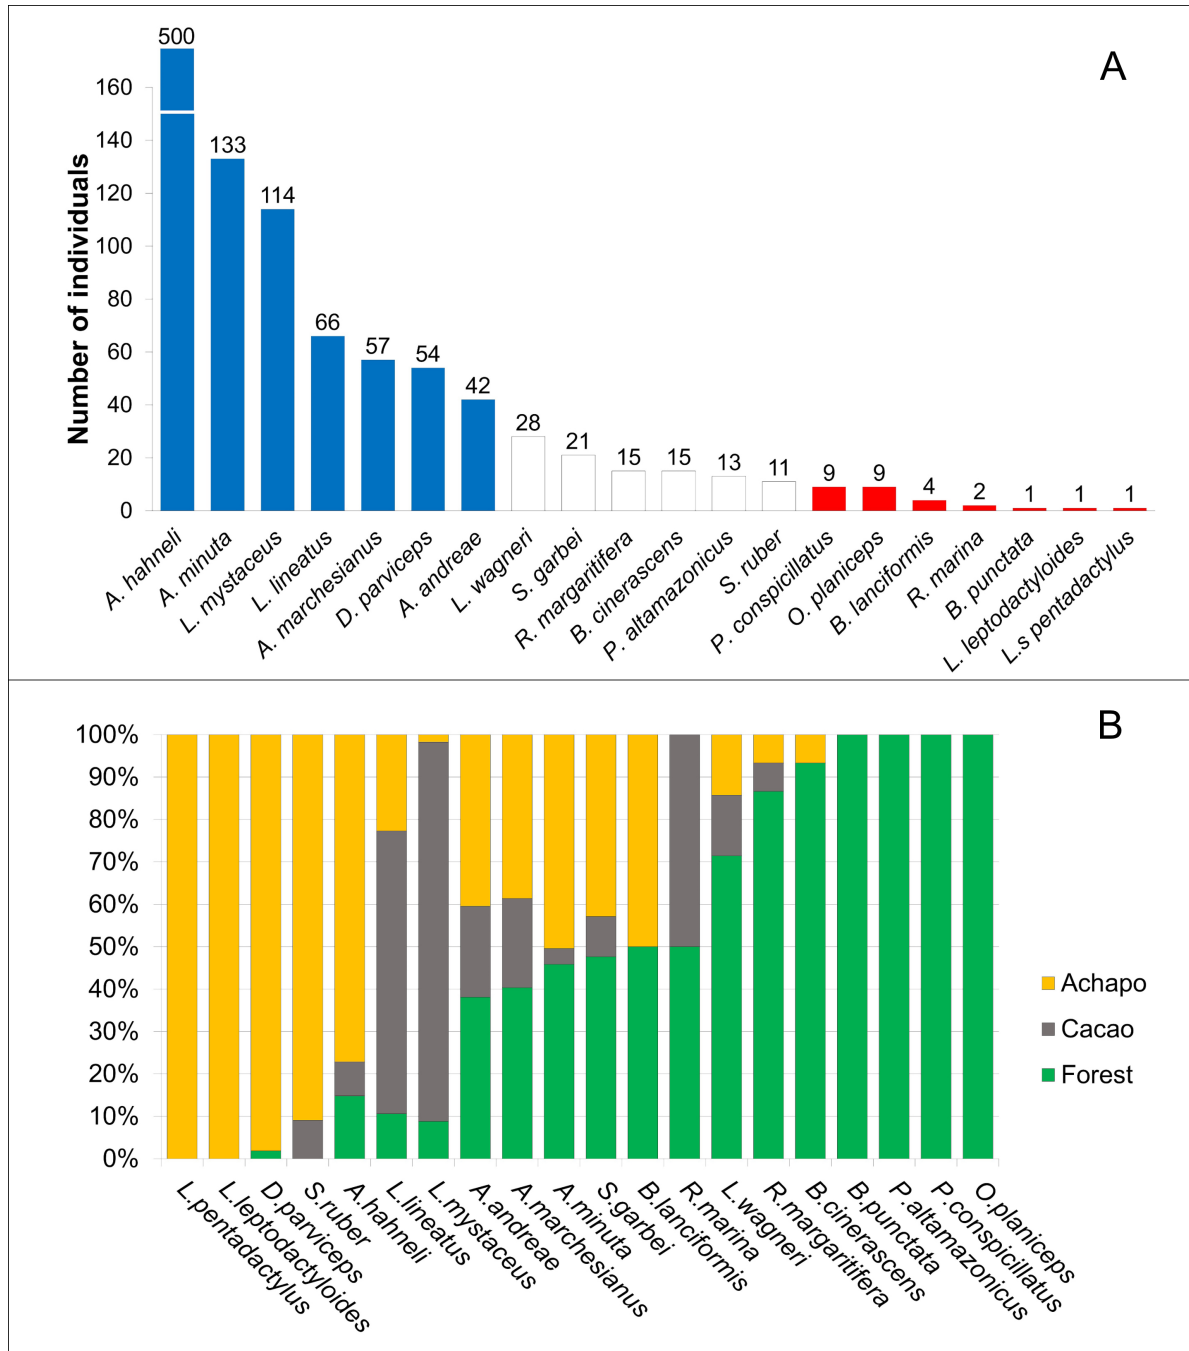 A
Number of individuals
160
140
120
100
80
60
40
20
0
500
133
114
66
57
54
42
28
21
15
15
13
11
9
9
4
2
1
1
1
A. hahneli
A. minuta
L. mystaceus
L. lineatus
A. marchesianus
D. parviceps
A. andreae
L. wagneri
S. garbei
R. margaritifera
B. cinerascens
P. altamazonicus
S. ruber
P. conspicillatus
O. planiceps
B. lanciformis
R. marina
B. punctata
L. leptodactyloides
L.s pentadactylus
B
100%
90%
80%
70%
60%
50%
40%
30%
20%
10%
0%
L.pentadactylus
L.leptodactyloides
D.parviceps
S.ruber
A.hahneli
L.lineatus
L.mystaceus
A.andreae
A.marchesianus
A.minuta
S.garbei
B.lanciformis
R.marina
L.wagneri
R.margaritifera
B.cinerascens
B.punctata
P.altamazonicus
P.conspicillatus
O.planiceps
Achapo
Cacao
Forest